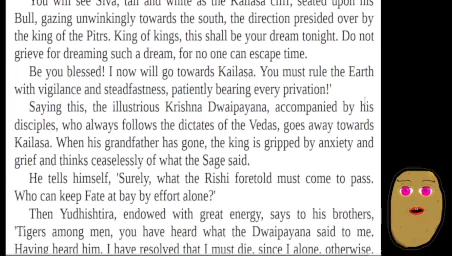 You will see Siva, tall and white as the Kailasa cliff, seated upon his
Bull, gazing unwinkingly towards the south, the direction presided over by
the king of the Pitrs. King of kings, this shall be your dream tonight. Do not
grieve for dreaming such a dream, for no one can escape time.
Be you blessed! I now will go towards Kailasa. You must rule the Earth
with vigilance and steadfastness, patiently bearing every privation!'
Saying this, the illustrious Krishna Dwaipayana, accompanied by his
disciples, who always follows the dictates of the Vedas, goes away towards
Kailasa. When his grandfather has gone, the king is gripped by anxiety and
grief and thinks ceaselessly of what the Sage said.
He tells himself, 'Surely, what the Rishi foretold must come to pass.
Who can keep Fate at bay by effort alone?'
Then Yudhishtira, endowed with great energy, says to his brothers,
'Tigers among men, you have heard what the Dwaipayana said to me.
Having heard him, I have resolved that I must die, since I alone, otherwise,